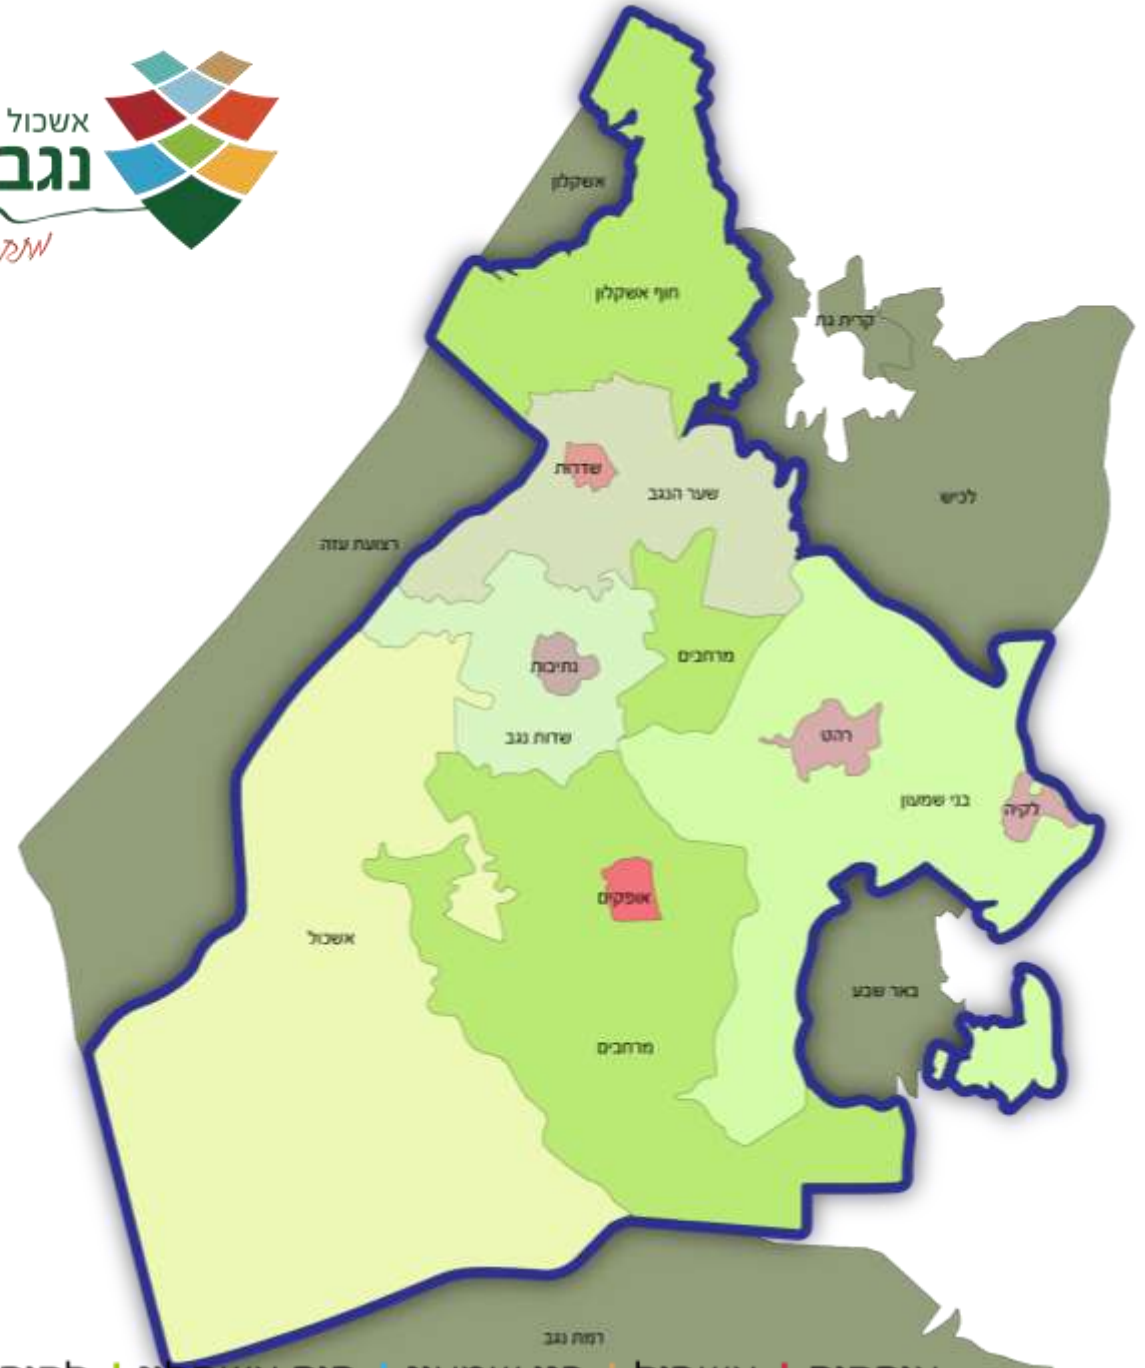 אשכול
נגב
אשקלון
חוף אשקלון
קרית גת
שדרות
שער הנגב
לכיש
רצועת עזה
מרחבים
נתיבות
שדות נגב
רהט
בני שמעון
לקיה
אופקים
אשכול
באר שבע
מרחבים
רמת נגב